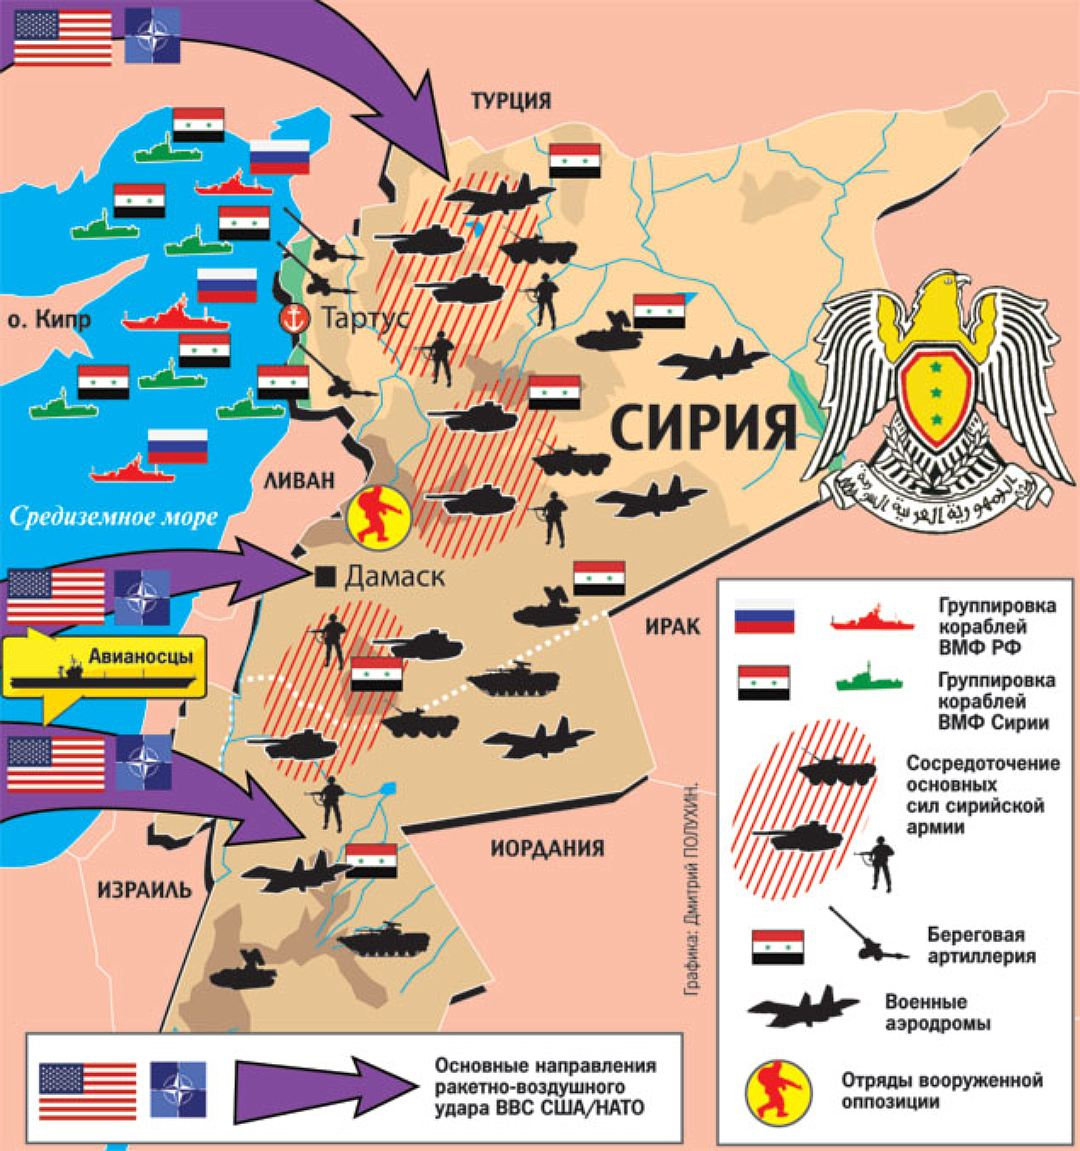 ТУРЦИЯ
о. Кипр
Тартус
СИРИЯ
ЛИВАН
Средиземное море
Дамаск
ИРАК
Авианосцы
ИОРДАНИЯ
ИЗРАИЛЬ
Графика: Дмитрий ПОЛУХИН.
Группировка
кораблей
ВМФ РФ
Группировка
кораблей
ВМФ Сирии
Сосредоточение
основных
сил сирийской
армии
Береговая
артиллерия
Военные
аэродромы
Отряды вооруженной
оппозиции
Основные направления
ракетно-воздушного
удара ВВС США/НАТО